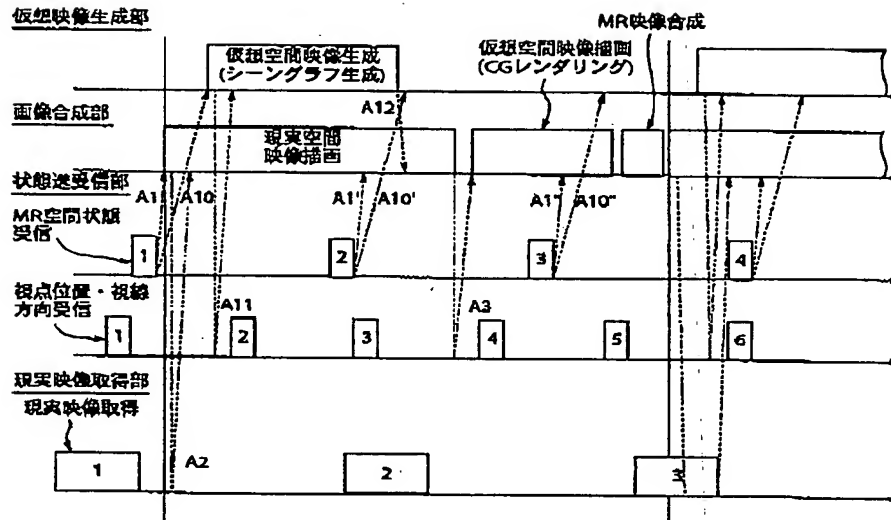 仮想映像生成部
MR映像合成
仮想空間映像生成
(シーングラフ生成)
仮想空間映像描画
(CGレンダリング)
画像合成部
A12
現実空間
映像描画
状態送受信部
A1
A10
A1'
A10'
A1"
A10"
MR空間状態
受信
1
2
3
4
視点位置・視線
方向受信
A11
A3
1
2
3
4
5
6
現実映像取得部
現実映像取得
A2
1
2
3